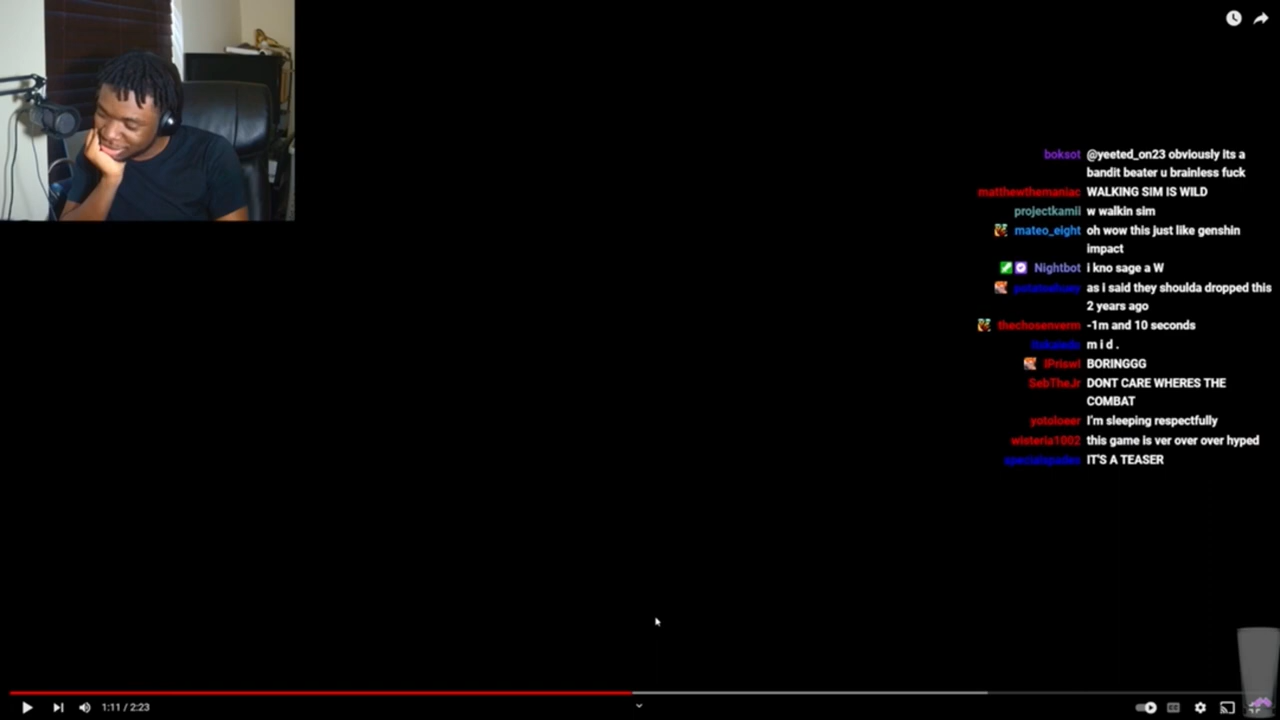 boksot @yeeted_on23 obviously its a
bandit beater u brainless fuck
matthewthemaniac WALKING SIM IS WILD
projectkamii w walkin sim
mateo_eight oh wow this just like genshin
impact
Nightbot i kno sage a W
as i said they shoulda dropped this
2 years ago
thechosenverm -1m and 10 seconds
m i d .
IPriswi BORINGGG
SebTheJr DONT CARE WHERES THE
COMBAT
yotoloeer I'm sleeping respectfully
wisteria1002 this game is ver over over hyped
IT'S A TEASER
1:11 / 2:23